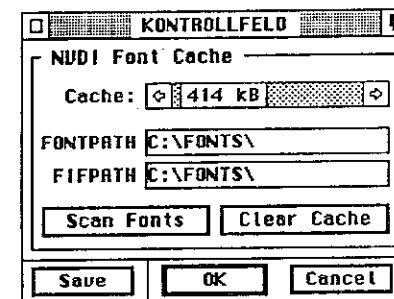 KONTROLLFELD
NVDI Font Cache
Cache: 414 kB
FONTPATH C:\FONTS\
FIFPATH C:\FONTS\
Scan Fonts Clear Cache
Save OK Cancel